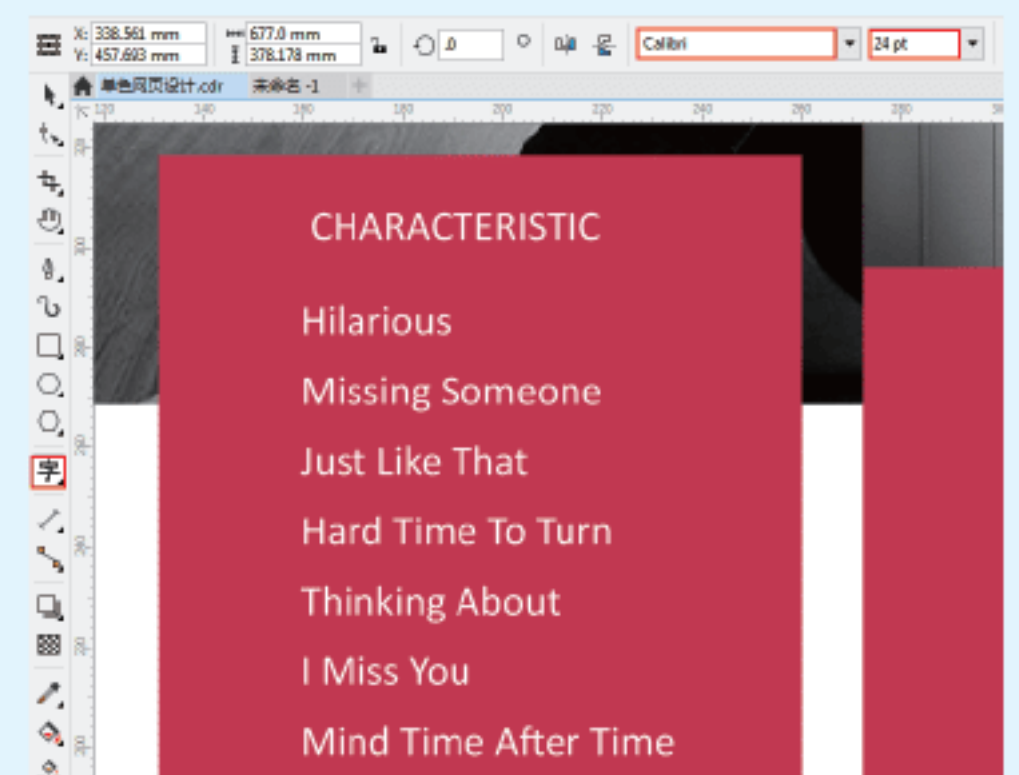 X: 338.561 mm 677.0 mm .0 Calibri 24 pt
Y: 457.693 mm 378.178 mm
单色网页设计.cdr 未命名 -1
120 140 160 180 200 220 240 260 280
CHARACTERISTIC
Hilarious
Missing Someone
字
Just Like That
Hard Time To Turn
Thinking About
I Miss You
Mind Time After Time